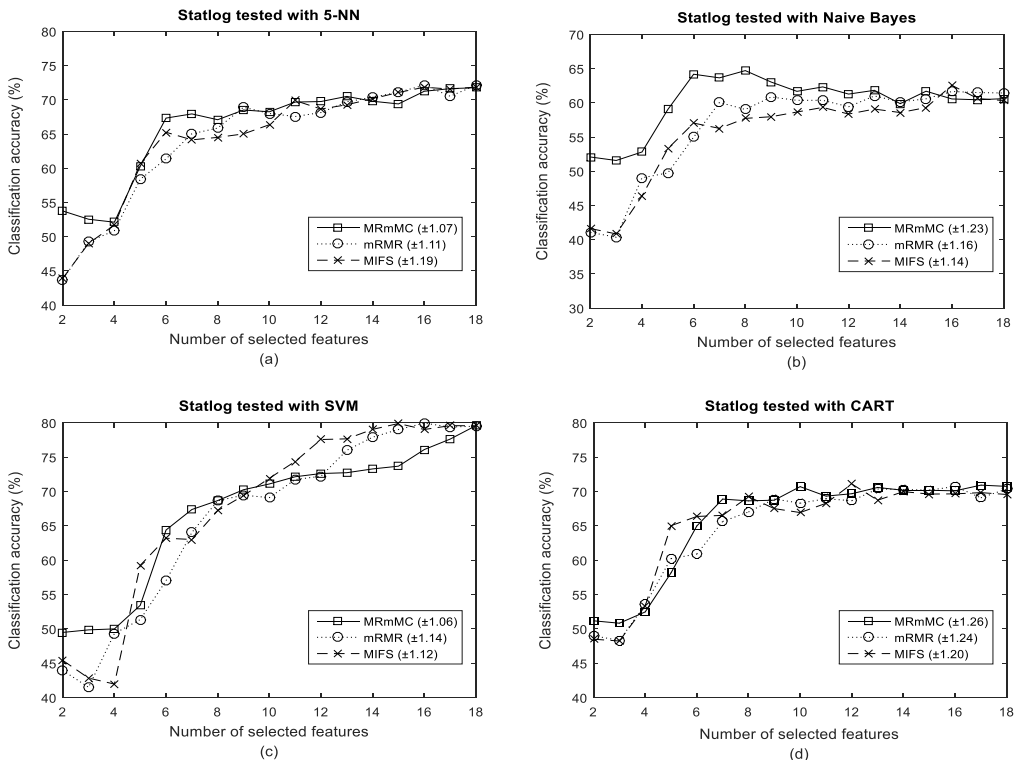 Statlog tested with 5-NN
80
75
70
65
60
55
50
45
40
Classification accuracy (%)
MRmMC (±1.07)
mRMR (±1.11)
MIFS (±1.19)
2 4 6 8 10 12 14 16 18
Number of selected features
(a)
Statlog tested with Naive Bayes
70
65
60
55
50
45
40
35
30
Classification accuracy (%)
MRmMC (±1.23)
mRMR (±1.16)
MIFS (±1.14)
2 4 6 8 10 12 14 16 18
Number of selected features
(b)
Statlog tested with SVM
80
75
70
65
60
55
50
45
40
Classification accuracy (%)
MRmMC (±1.06)
mRMR (±1.14)
MIFS (±1.12)
2 4 6 8 10 12 14 16 18
Number of selected features
(c)
Statlog tested with CART
80
75
70
65
60
55
50
45
40
Classification accuracy (%)
MRmMC (±1.26)
mRMR (±1.24)
MIFS (±1.20)
2 4 6 8 10 12 14 16 18
Number of selected features
(d)